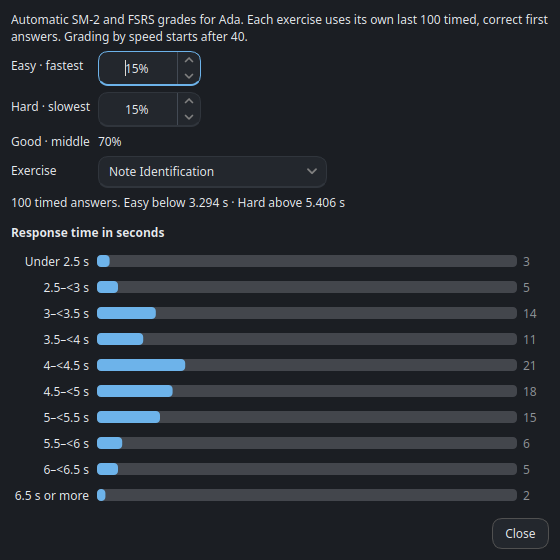 Automatic SM-2 and FSRS grades for Ada. Each exercise uses its own last 100 timed, correct first
answers. Grading by speed starts after 40.
Easy · fastest 15%
Hard · slowest 15%
Good · middle 70%
Exercise Note Identification
100 timed answers. Easy below 3.294 s · Hard above 5.406 s
Response time in seconds
Under 2.5 s 3
2.5–<3 s 5
3–<3.5 s 14
3.5–<4 s 11
4–<4.5 s 21
4.5–<5 s 18
5–<5.5 s 15
5.5–<6 s 6
6–<6.5 s 5
6.5 s or more 2
Close